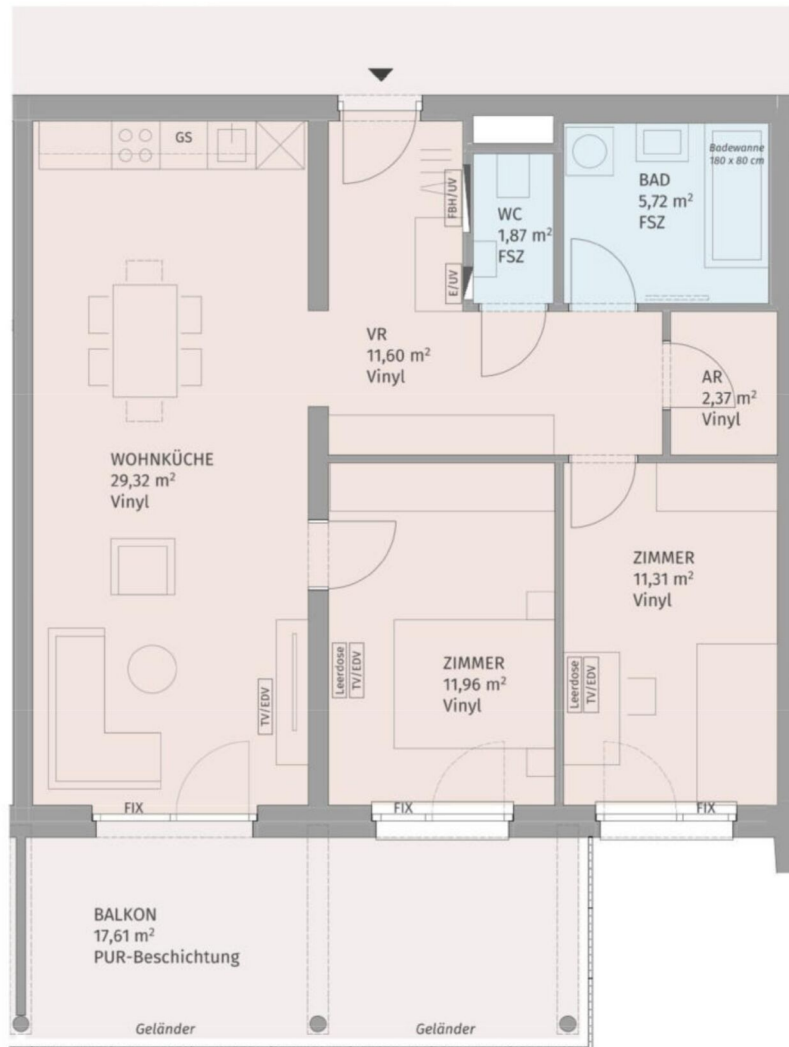 GS
Badewanne
180 x 80 cm
BAD
5,72 m²
FSZ
FBH/UV
WC
1,87 m²
FSZ
E/UV
VR
11,60 m²
Vinyl
AR
2,37 m²
Vinyl
WOHNKÜCHE
29,32 m²
Vinyl
ZIMMER
11,31 m²
Vinyl
Leerdose
TV/EDV
ZIMMER
11,96 m²
Vinyl
Leerdose
TV/EDV
TV/EDV
FIX
FIX
FIX
BALKON
17,61 m²
PUR-Beschichtung
Geländer
Geländer